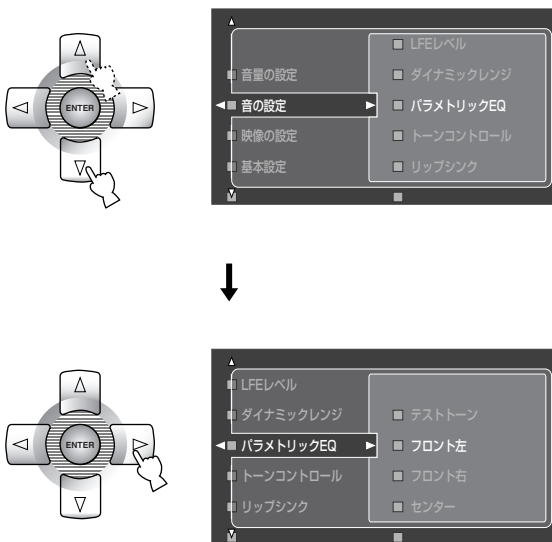 LFEレベル
音量の設定
ダイナミックレンジ
ENTER
音の設定
パラメトリックEQ
映像の設定
トーンコントロール
基本設定
リップシンク
LFEレベル
ダイナミックレンジ
テストトーン
ENTER
パラメトリックEQ
フロント左
トーンコントロール
フロント右
リップシンク
センター